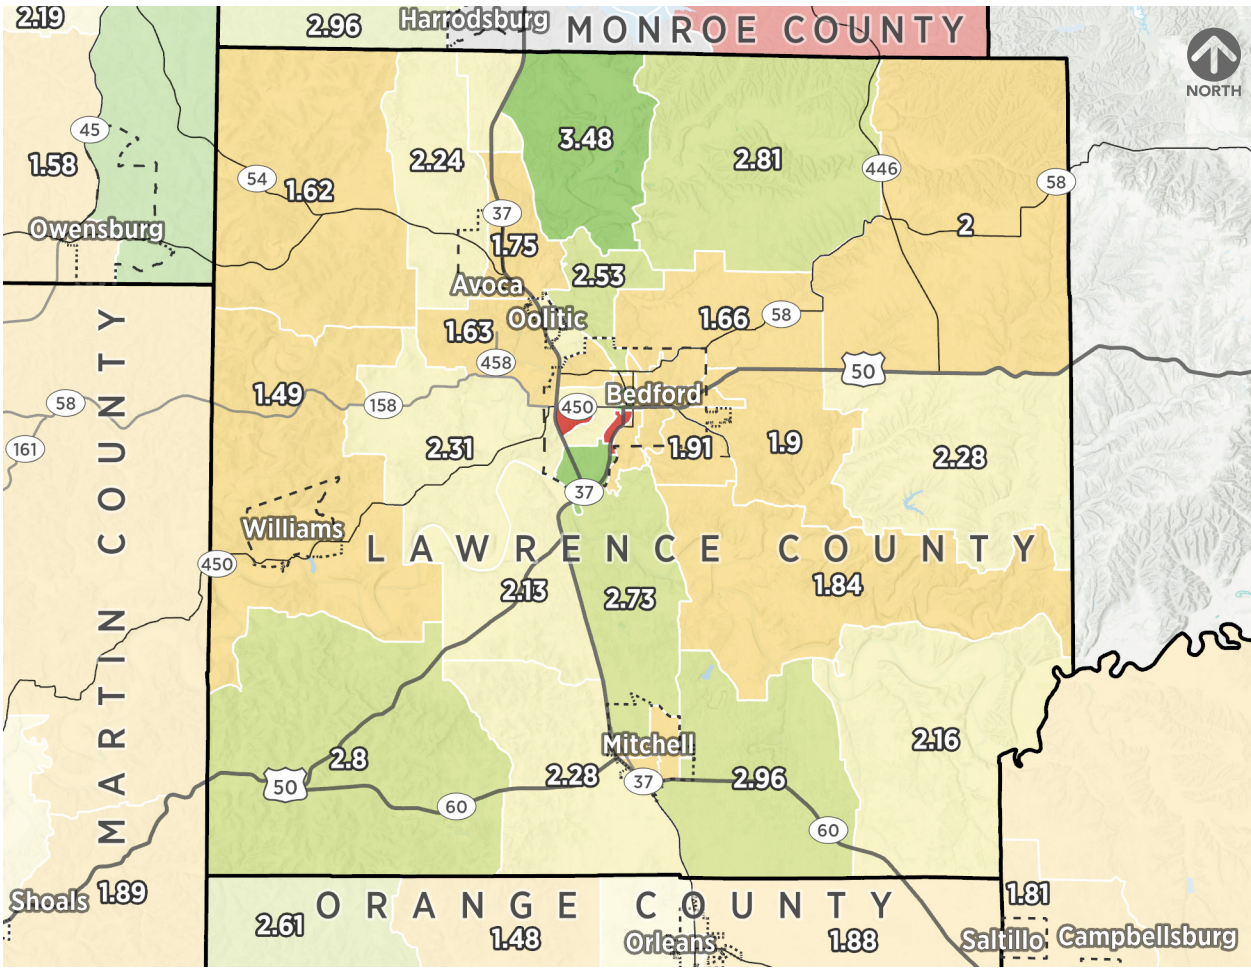 2.19
2.96
Harrodsburg
MONROE COUNTY
NORTH
45
3.48
2.81
1.58
2.24
446
54
1.62
58
37
Owensburg
1.75
2
2.53
Avoca
Oolitic
1.66
58
1.63
458
50
1.49
Bedford
58
158
450
161
2.31
1.91
1.9
2.28
37
Williams
LAWRENCE COUNTY
450
2.13
2.73
1.84
MARTIN COUNTY
2.16
Mitchell
2.8
2.28
2.96
50
37
60
60
Shoals
1.89
1.81
ORANGE COUNTY
2.61
1.48
Orleans
1.88
Saltillo
Campbellsburg